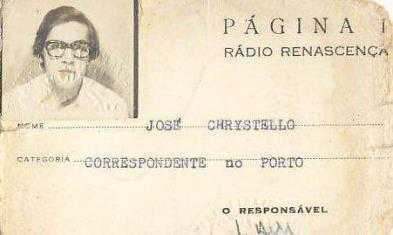 PÁGINA
RÁDIO RENASCENÇA
NOME JOSÉ CHRYSTELLO
CATEGORIA CORRESPONDENTE no PORTO
O RESPONSÁVEL